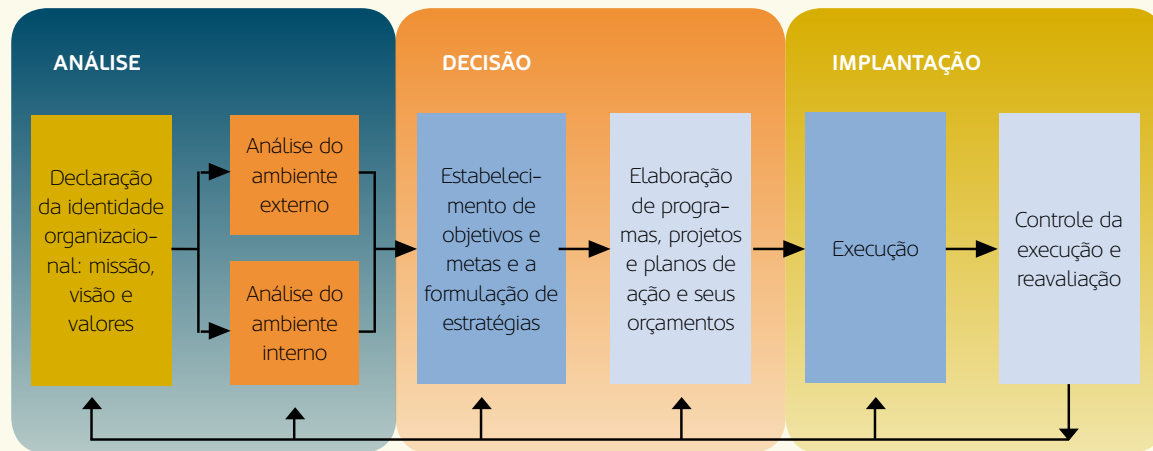 ANÁLISE
Declaração
da identidade
organizacio-
nal: missão,
visão e
valores
Análise do
ambiente
externo
Análise do
ambiente
interno
DECISÃO
Estabeleci-
mento de
objetivos e
metas e a
formulação de
estratégias
Elaboração
de progra-
mas, projetos
e planos de
ação e seus
orçamentos
IMPLANTAÇÃO
Execução
Controle da
execução e
reavaliação